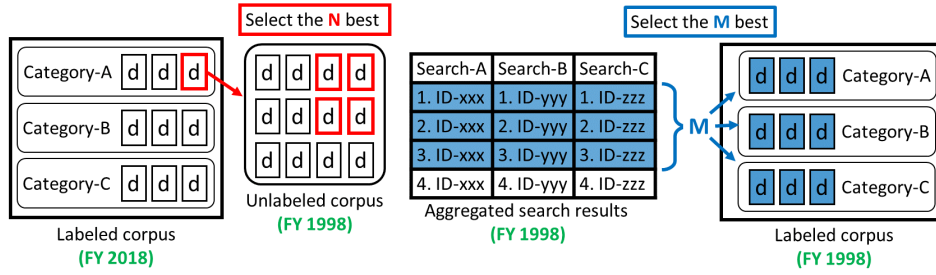 Select the N best
Category-A d d d
Category-B d d d
Category-C d d d
Labeled corpus
(FY 2018)
d d d d
d d d d
d d d d
Unlabeled corpus
(FY 1998)
Select the M best
Search-A Search-B Search-C
1. ID-xxx 1. ID-yyy 1. ID-zzz
2. ID-xxx 2. ID-yyy 2. ID-zzz
3. ID-xxx 3. ID-yyy 3. ID-zzz
4. ID-xxx 4. ID-yyy 4. ID-zzz
Aggregated search results
(FY 1998)
M
d d d Category-A
d d d Category-B
d d d Category-C
Labeled corpus
(FY 1998)